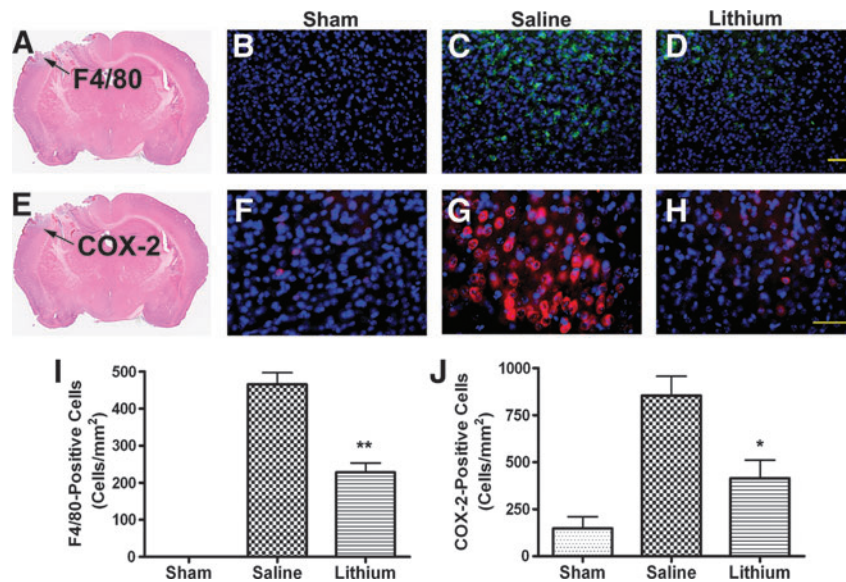 Sham Saline Lithium
A F4/80 B C D
E COX-2 F G H
I
F4/80-Positive Cells
(Cells/mm²)
500
400
300
200
100
0
**
Sham Saline Lithium
J
COX-2-Positive Cells
(Cells/mm²)
1000
750
500
250
0
*
Sham Saline Lithium